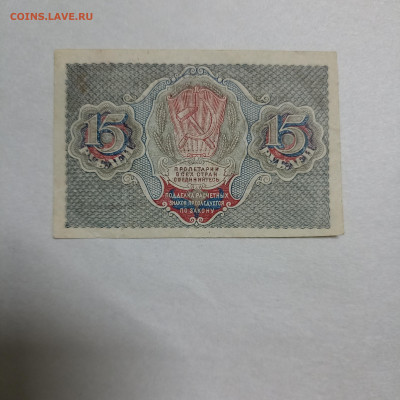 COINS.LAVE.RU
15
15
ПРОЛЕТАРИИ
ВСЕХ СТРАН
СОЕДИНЯЙТЕСЬ
ПОДДЕЛКА РАСЧЕТНЫХ
ЗНАКОВ ПРЕСЛЕДУЕТСЯ
ПО ЗАКОНУ